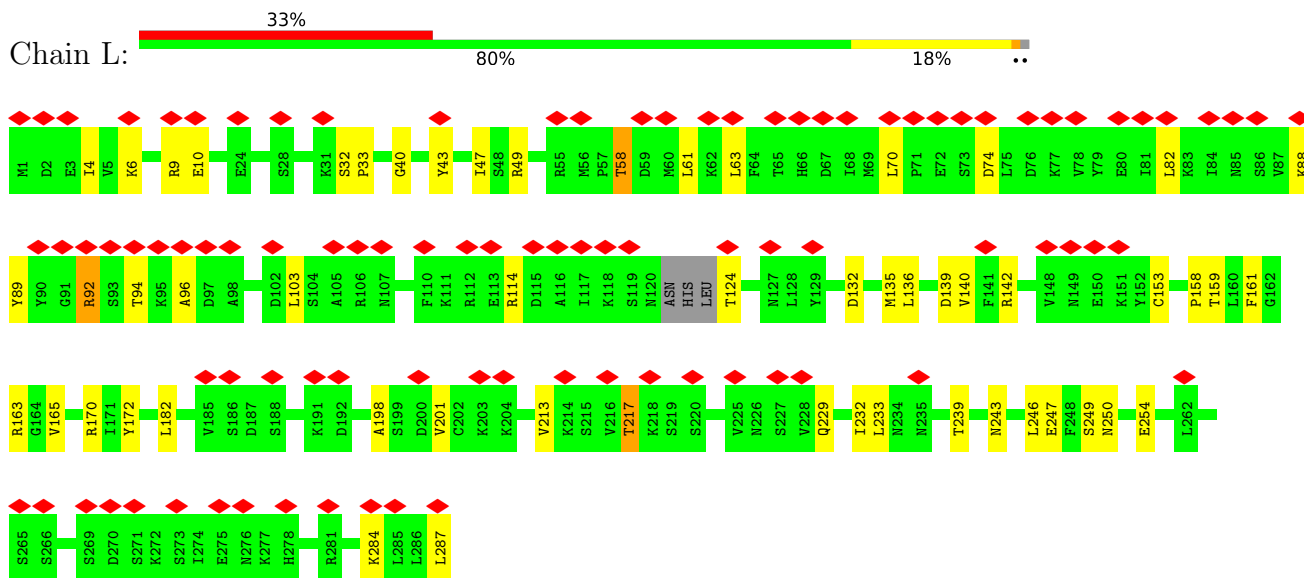 33%
Chain L:
80% 18% ••
M1 D2 E3 I4 V5 K6 R9 E10 E24 S28 K31 S32 P33 G40 Y43 I47 S48 R49 R55 M56 P57 T58 D59 M60 L61 K62 L63 F64 T65 H66 D67 I68 M69 L70 P71 E72 S73 D74 L75 D76 K77 V78 Y79 E80 I81 L82 K83 I84 N85 S86 V87 K88
Y89 Y90 G91 R92 S93 T94 K95 A96 D97 A98 D102 L103 S104 A105 R106 N107 F110 K111 R112 E113 R114 D115 A116 I117 K118 S119 N120 ASN HIS LEU T124 N127 L128 Y129 D132 M135 L136 D139 V140 F141 R142 V148 N149 E150 K151 Y152 C153 P158 T159 L160 F161 G162
R163 G164 V165 R170 I171 Y172 L182 V185 S186 D187 S188 K191 D192 A198 S199 D200 V201 C202 K203 K204 V213 K214 S215 V216 T217 K218 S219 S220 V225 N226 S227 V228 Q229 I232 L233 N234 N235 T239 N243 L246 E247 F248 S249 N250 E254 L262
S265 S266 S269 D270 S271 K272 S273 I274 E275 N276 K277 H278 R281 K284 L285 L286 L287